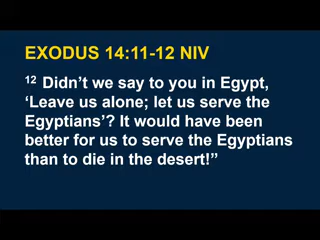 EXODUS 14:11-12 NIV
12 Didn’t we say to you in Egypt,
‘Leave us alone; let us serve the
Egyptians’? It would have been
better for us to serve the Egyptians
than to die in the desert!”